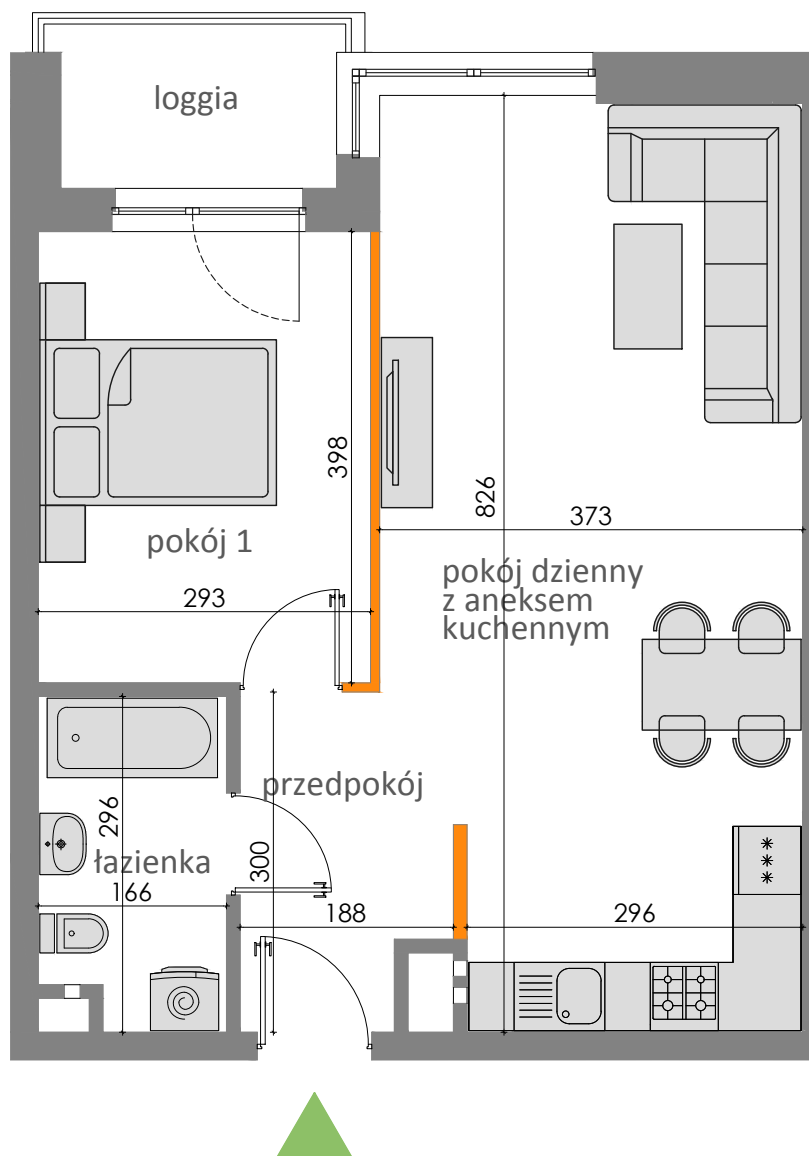 loggia
398
826
373
pokój 1
pokój dzienny
z aneksem
kuchennym
293
przedpokój
296
300
łazienka
166
188
296